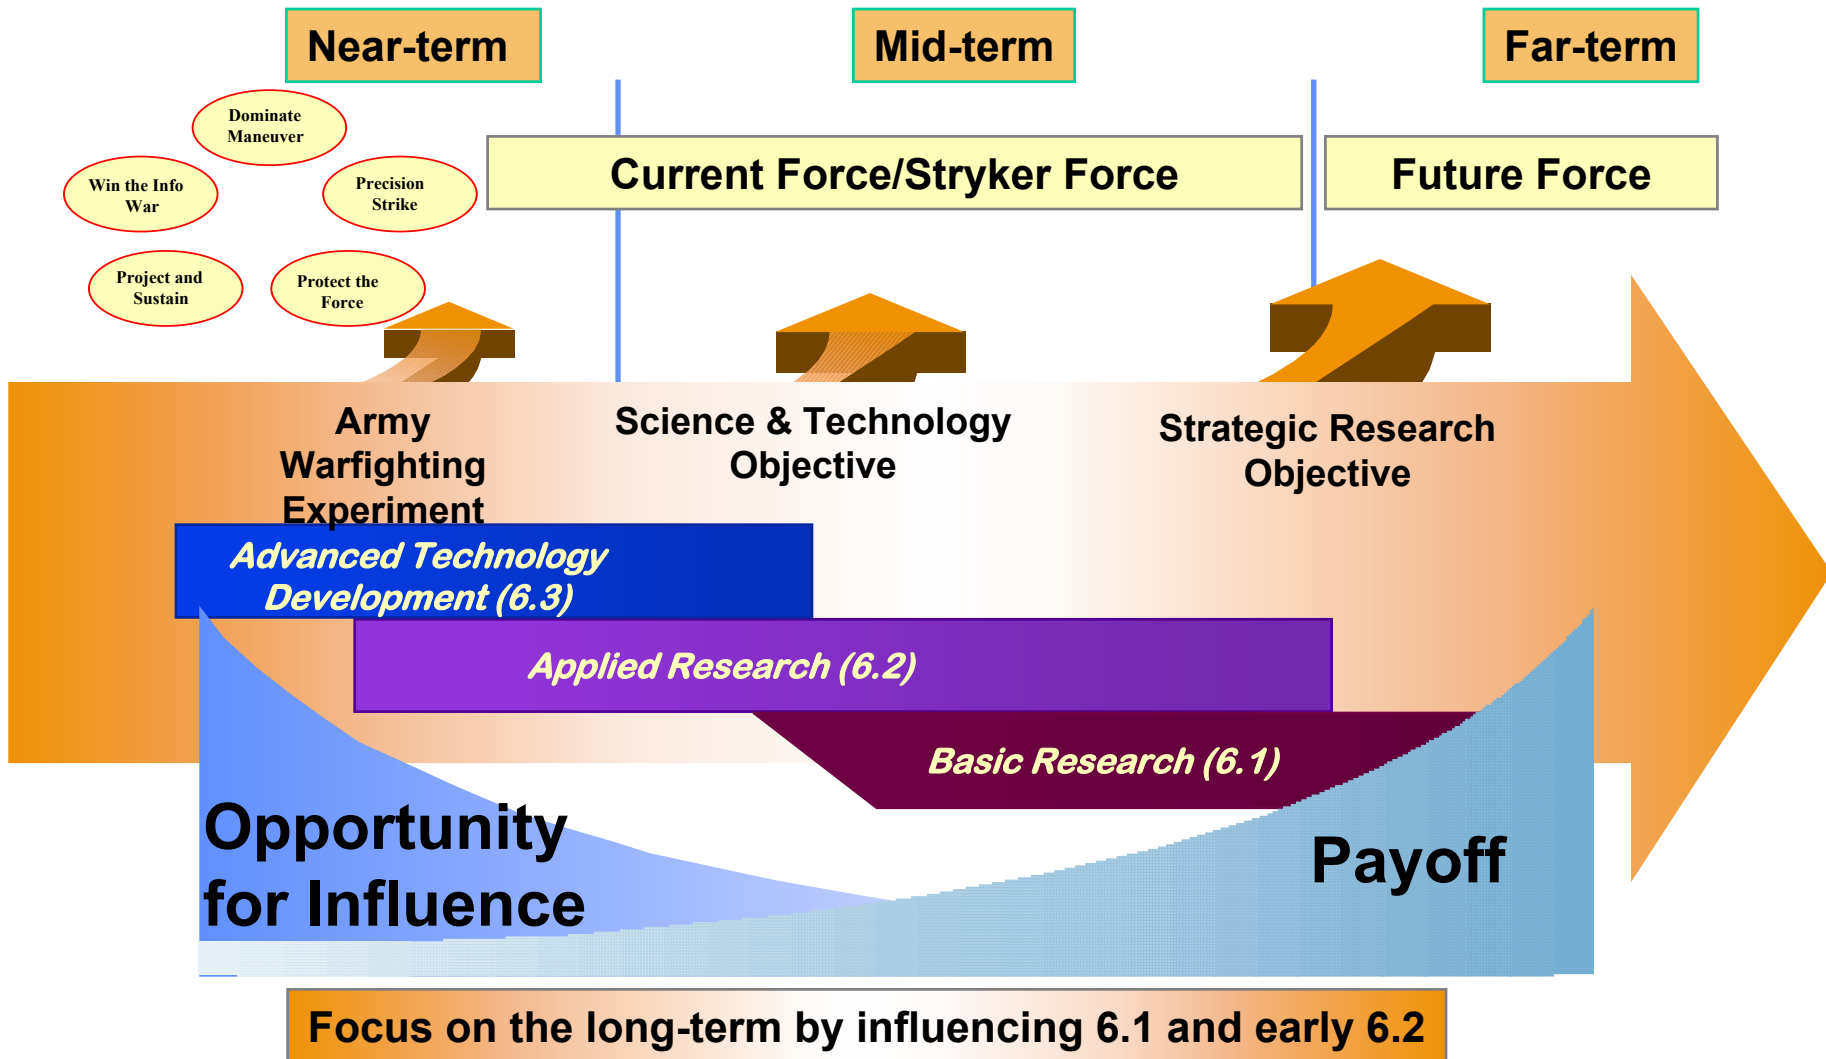 Near-term
Mid-term
Far-term
Dominate
Maneuver
Win the Info
War
Precision
Strike
Project and
Sustain
Protect the
Force
Current Force/Stryker Force
Future Force
Army
Warfighting
Experiment
Science & Technology
Objective
Strategic Research
Objective
Advanced Technology
Development (6.3)
Applied Research (6.2)
Basic Research (6.1)
Opportunity
for Influence
Payoff
Focus on the long-term by influencing 6.1 and early 6.2